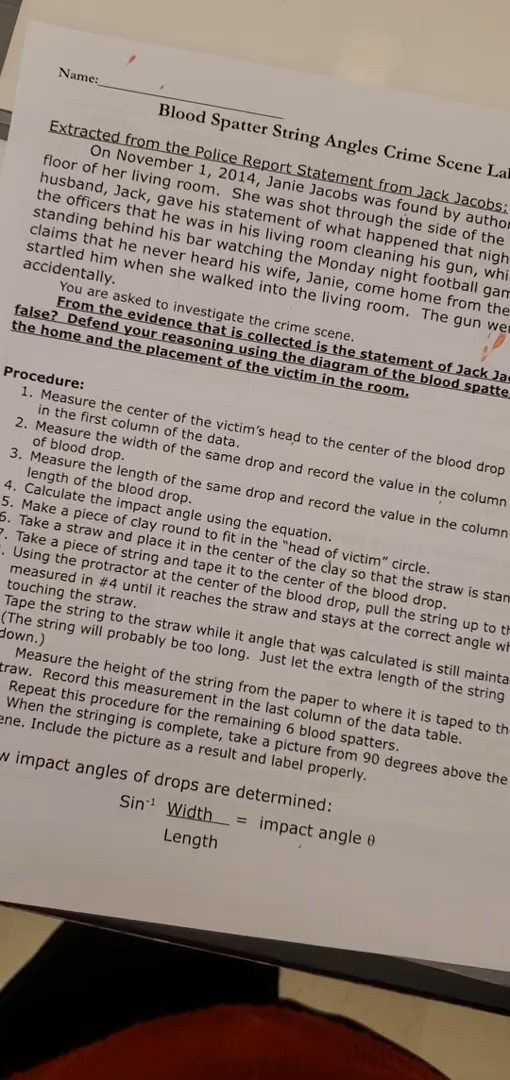 Name:
Blood Spatter String Angles Crime Scene
Extracted from the Police Report Statement from Jack Jacobs:
On November 1, 2014, Janie Jacobs was found by
floor of her living room. She was shot through the side of the
husband, Jack, gave his statement of what happened that
the officers that he was in his living room cleaning his gun,
standing behind his bar watching the Monday night football
claims that he never heard his wife, Janie, come home from the
startled him when she walked into the living room. The gun
accidentally.
You are asked to investigate the crime scene.
From the evidence that is collected is the statement of Jack
false? Defend your reasoning using the diagram of the blood
the home and the placement of the victim in the room.
Procedure:
1. Measure the center of the victim's head to the center of the blood drop
in the first column of the data.
2. Measure the width of the same drop and record the value in the column
of blood drop.
3. Measure the length of the same drop and record the value in the column
length of the blood drop.
4. Calculate the impact angle using the equation.
5. Make a piece of clay round to fit in the "head of victim" circle.
6. Take a straw and place it in the center of the clay so that the straw is
7. Take a piece of string and tape it to the center of the blood drop.
. Using the protractor at the center of the blood drop, pull the string up to
measured in #4 until it reaches the straw and stays at the correct angle
touching the straw.
Tape the string to the straw while it angle that was calculated is still
(The string will probably be too long. Just let the extra length of the string
down.)
Measure the height of the string from the paper to where it is taped to
traw. Record this measurement in the last column of the data table.
Repeat this procedure for the remaining 6 blood spatters.
When the stringing is complete, take a picture from 90 degrees above the
ene. Include the picture as a result and label properly.
w impact angles of drops are determined:
Sin⁻¹ Width = impact angle θ
Length